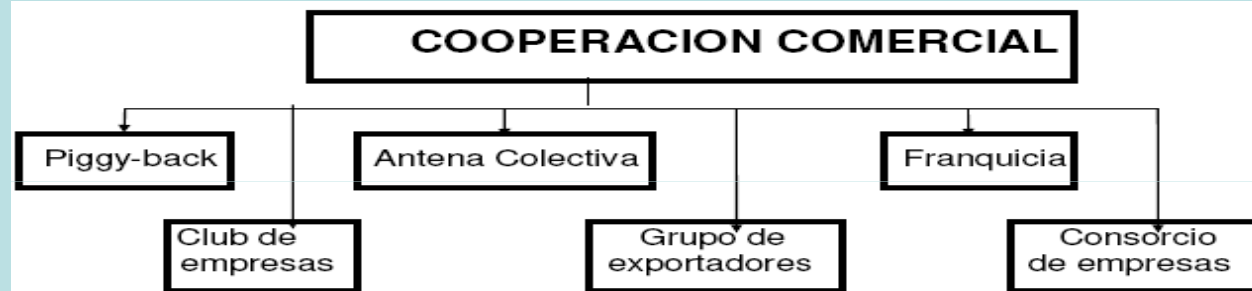 COOPERACION COMERCIAL
Piggy-back
Antena Colectiva
Franquicia
Club de
empresas
Grupo de
exportadores
Consorcio
de empresas